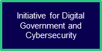 Initiative for Digital
Government and
Cybersecurity